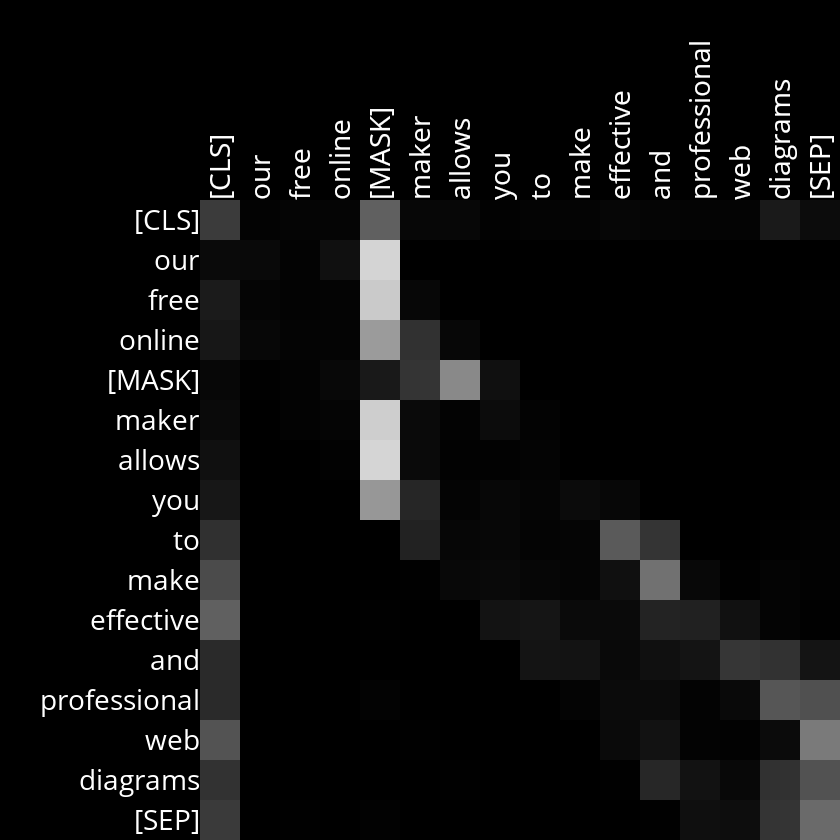 [CLS]
our
free
online
[MASK]
maker
allows
you
to
make
effective
and
professional
web
diagrams
[SEP]
[CLS]
our
free
online
[MASK]
maker
allows
you
to
make
effective
and
professional
web
diagrams
[SEP]